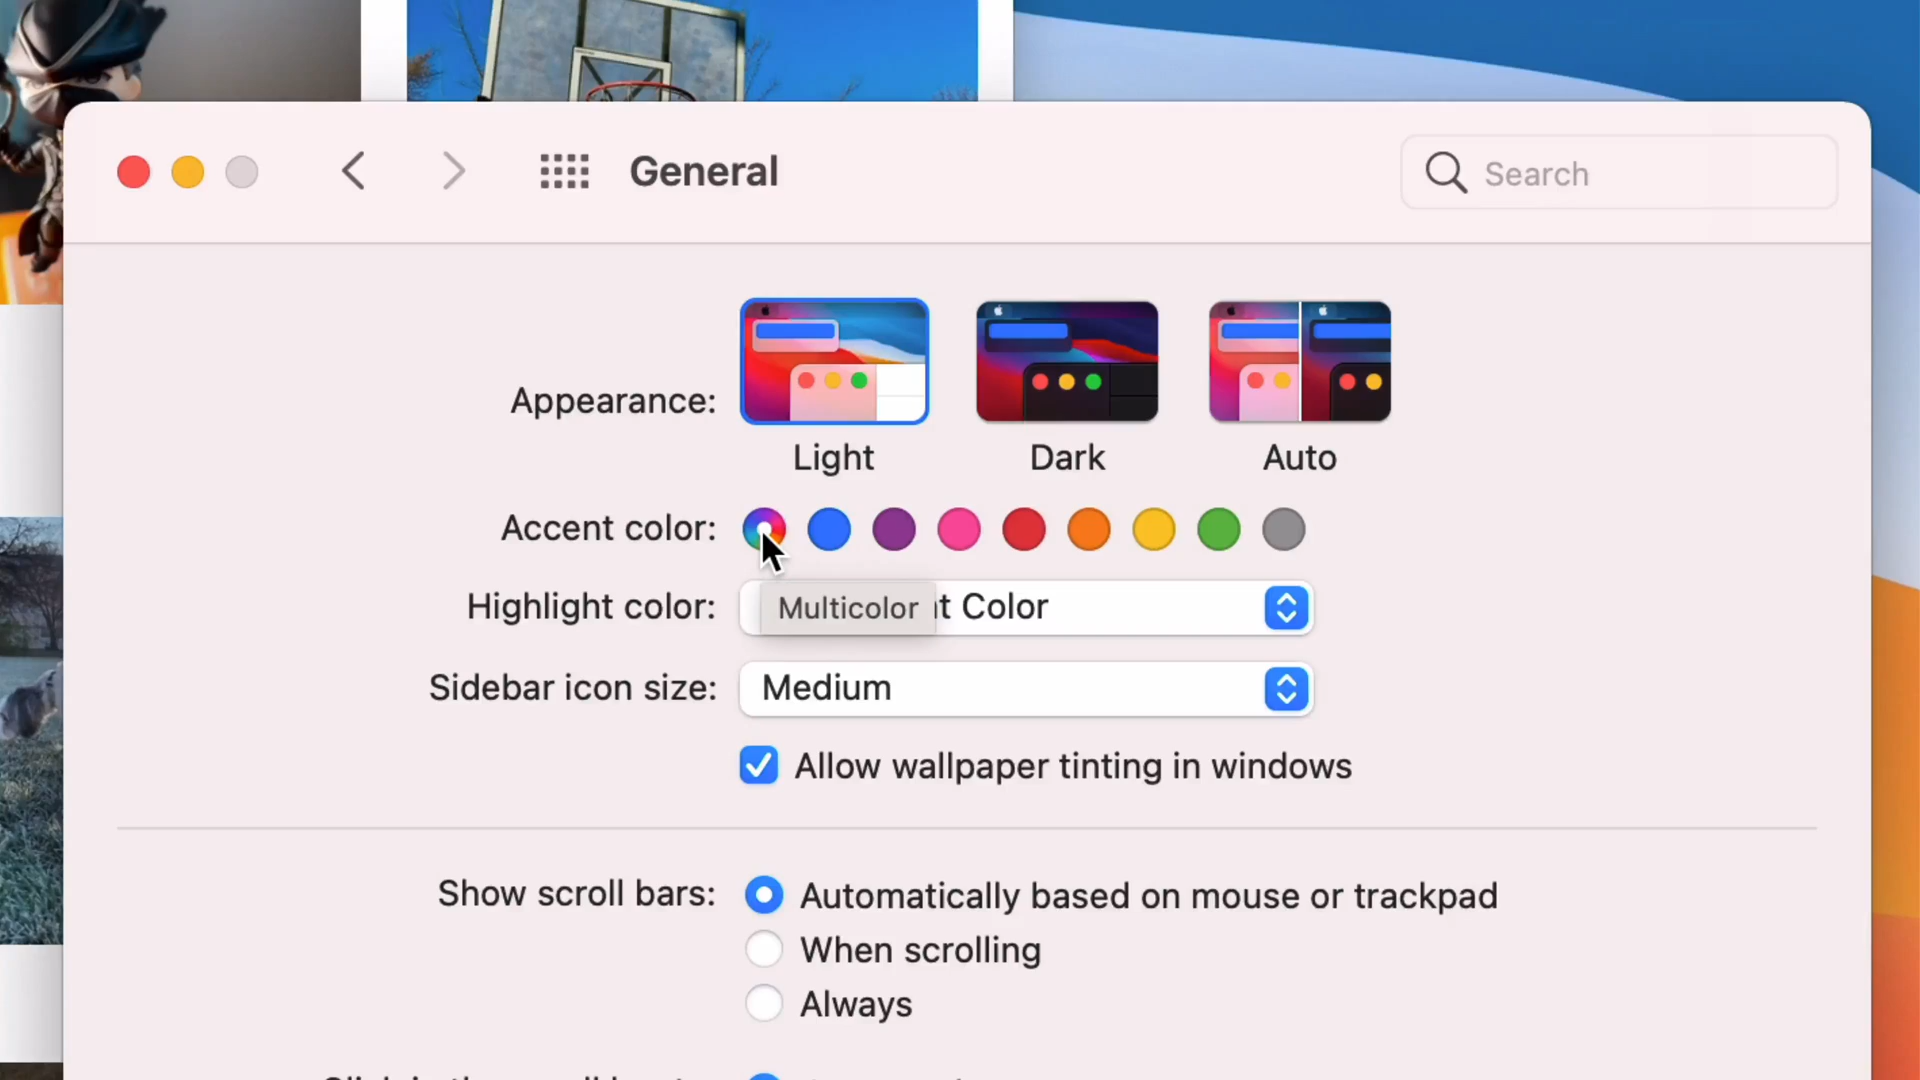 General
Search
Appearance:
Light
Dark
Auto
Accent color:
Highlight color:
Multicolor
t Color
Sidebar icon size:
Medium
Allow wallpaper tinting in windows
Show scroll bars:
Automatically based on mouse or trackpad
When scrolling
Always